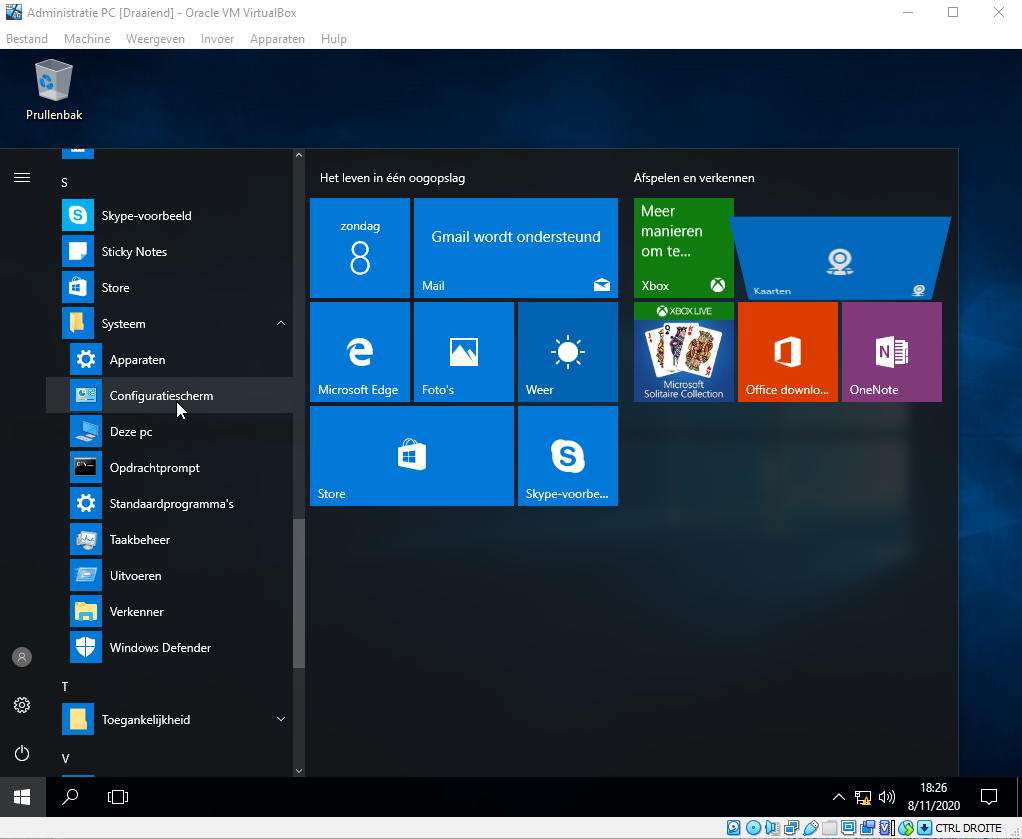 Administratie PC [Draaiend] - Oracle VM VirtualBox
Bestand Machine Weergeven Invoer Apparaten Hulp
Prullenbak
S
Skype-voorbeeld
Sticky Notes
Store
Systeem
Apparaten
Configuratiescherm
Deze pc
Opdrachtprompt
Standaardprogramma's
Taakbeheer
Uitvoeren
Verkenner
Windows Defender
T
Toegankelijkheid
V
Het leven in één oogopslag
zondag
8
Gmail wordt ondersteund
Mail
Microsoft Edge
Foto's
Weer
Store
Skype-voorbe...
Afspelen en verkennen
Meer
manieren
om te...
Xbox
Kaarten
XBOX LIVE
Microsoft
Solitaire Collection
Office downlo...
OneNote
18:26
8/11/2020
CTRL DROITE